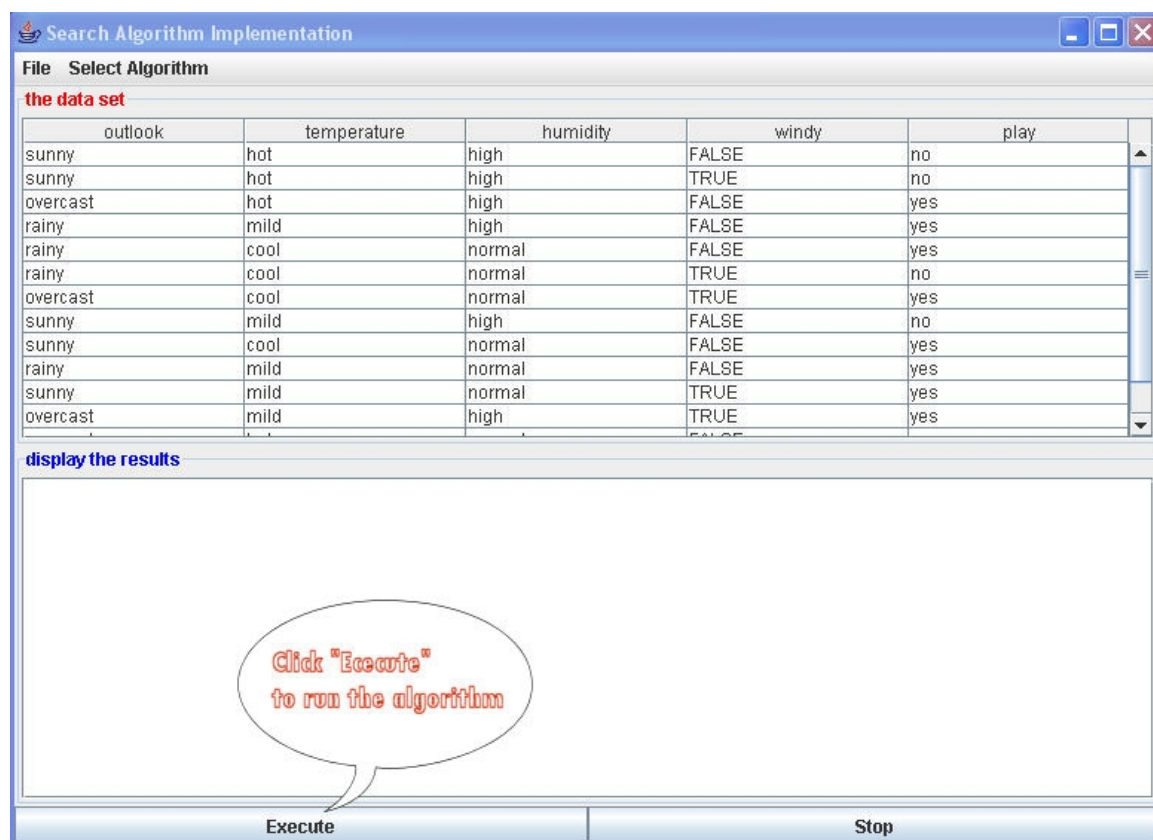 Search Algorithm Implementation
File Select Algorithm
the data set
outlook temperature humidity windy play
sunny hot high FALSE no
sunny hot high TRUE no
overcast hot high FALSE yes
rainy mild high FALSE yes
rainy cool normal FALSE yes
rainy cool normal TRUE no
overcast cool normal TRUE yes
sunny mild high FALSE no
sunny cool normal FALSE yes
rainy mild normal FALSE yes
sunny mild normal TRUE yes
overcast mild high TRUE yes
display the results
Click "Execute"
to run the algorithm
Execute Stop